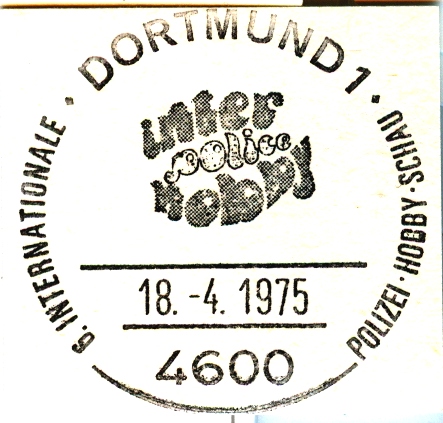 DORTMUND 1
6. INTERNATIONALE
POLIZEI-HOBBY-SCHAU
inter
police
hobby
18.-4. 1975
4600